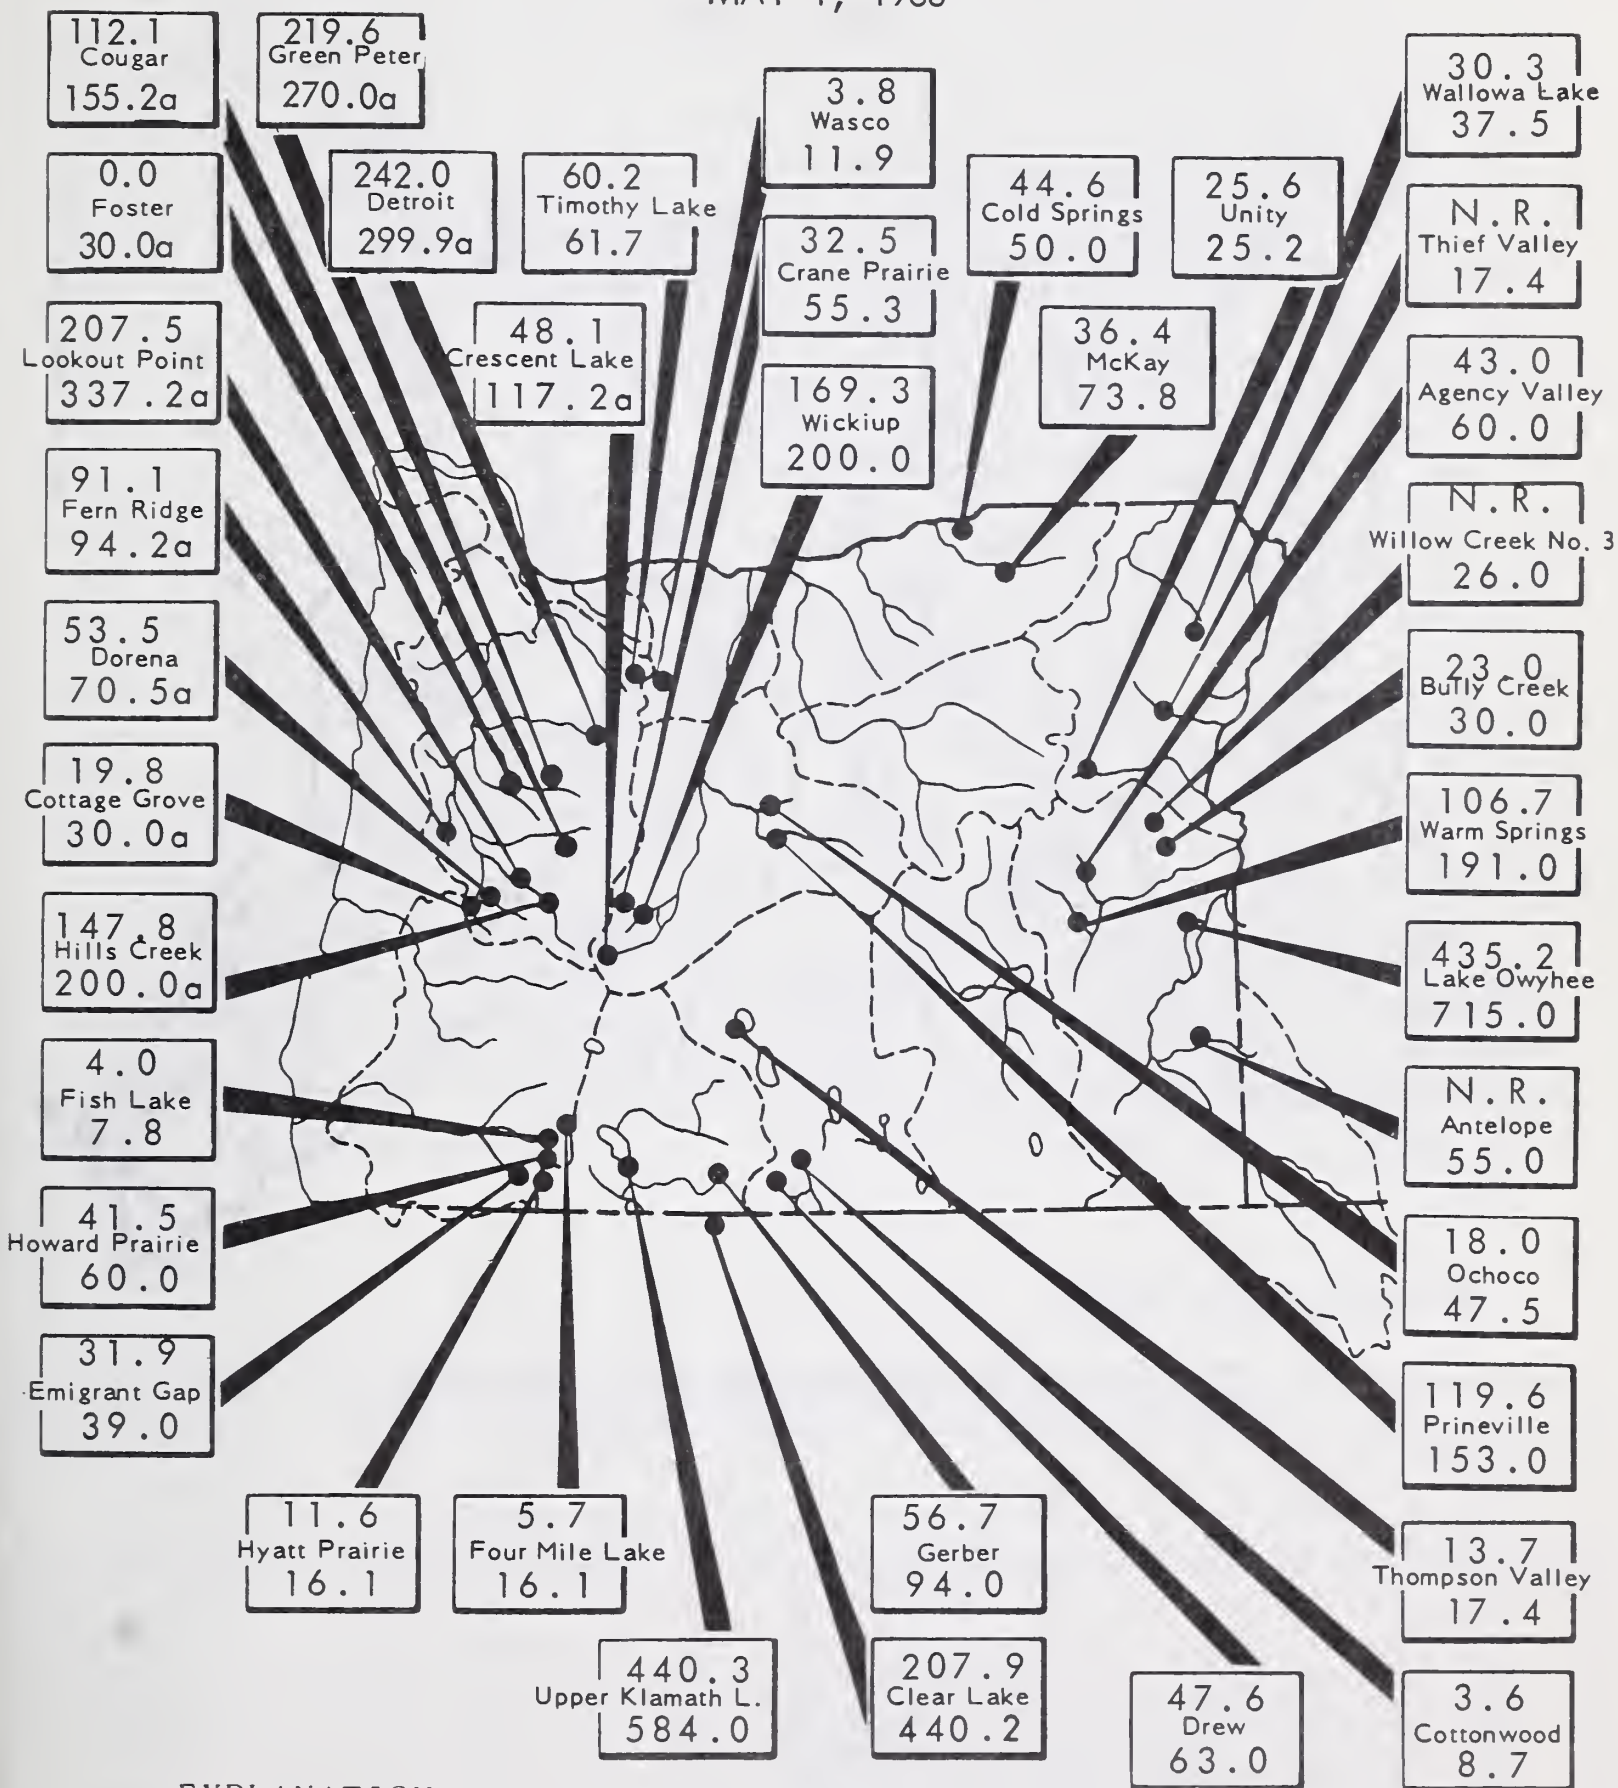 112.1
Cougar
155.2a
219.6
Green Peter
270.0a
0.0
Foster
30.0a
242.0
Detroit
299.9a
60.2
Timothy Lake
61.7
3.8
Wasco
11.9
44.6
Cold Springs
50.0
25.6
Unity
25.2
30.3
Wallowa Lake
37.5
N.R.
Thief Valley
17.4
207.5
Lookout Point
337.2a
48.1
Crescent Lake
117.2a
32.5
Crane Prairie
55.3
169.3
Wickiup
200.0
36.4
McKay
73.8
43.0
Agency Valley
60.0
91.1
Fern Ridge
94.2a
N.R.
Willow Creek No. 3
26.0
53.5
Dorena
70.5a
23.0
Bully Creek
30.0
19.8
Cottage Grove
30.0a
106.7
Warm Springs
191.0
147.8
Hills Creek
200.0a
435.2
Lake Owyhee
715.0
4.0
Fish Lake
7.8
N.R.
Antelope
55.0
41.5
Howard Prairie
60.0
18.0
Ochoco
47.5
31.9
Emigrant Gap
39.0
119.6
Prineville
153.0
11.6
Hyatt Prairie
16.1
5.7
Four Mile Lake
16.1
56.7
Gerber
94.0
13.7
Thompson Valley
17.4
440.3
Upper Klamath L.
584.0
207.9
Clear Lake
440.2
47.6
Drew
63.0
3.6
Cottonwood
8.7